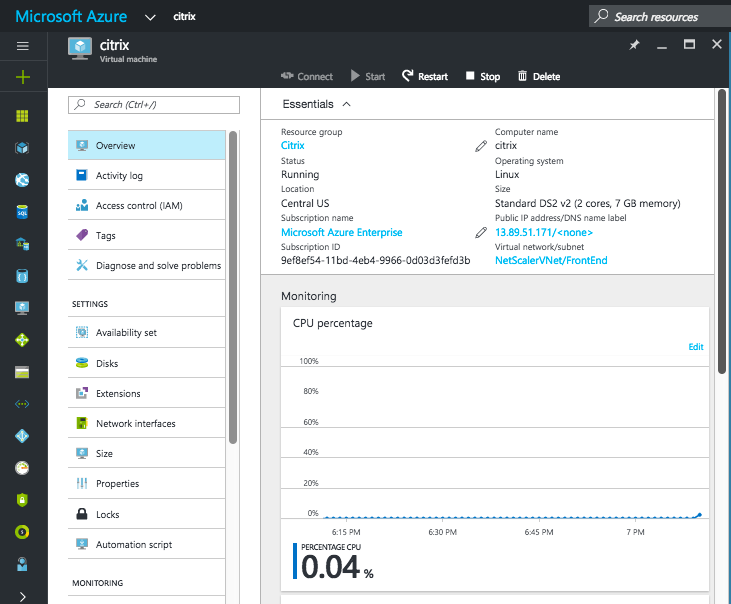 Microsoft Azure citrix Search resources
citrix
Virtual machine
Connect Start Restart Stop Delete
Search (Ctrl+/)
Overview
Activity log
Access control (IAM)
Tags
Diagnose and solve problems
SETTINGS
Availability set
Disks
Extensions
Network interfaces
Size
Properties
Locks
Automation script
MONITORING
Essentials
Resource group
Citrix
Status
Running
Location
Central US
Subscription name
Microsoft Azure Enterprise
Subscription ID
9ef8ef54-11bd-4eb4-9966-0d03d3fefd3b
Computer name
citrix
Operating system
Linux
Size
Standard DS2 v2 (2 cores, 7 GB memory)
Public IP address/DNS name label
13.89.51.171/<none>
Virtual network/subnet
NetScalerVNet/FrontEnd
Monitoring
CPU percentage
Edit
100%
80%
60%
40%
20%
0%
6:15 PM 6:30 PM 6:45 PM 7 PM
PERCENTAGE CPU
0.04 %